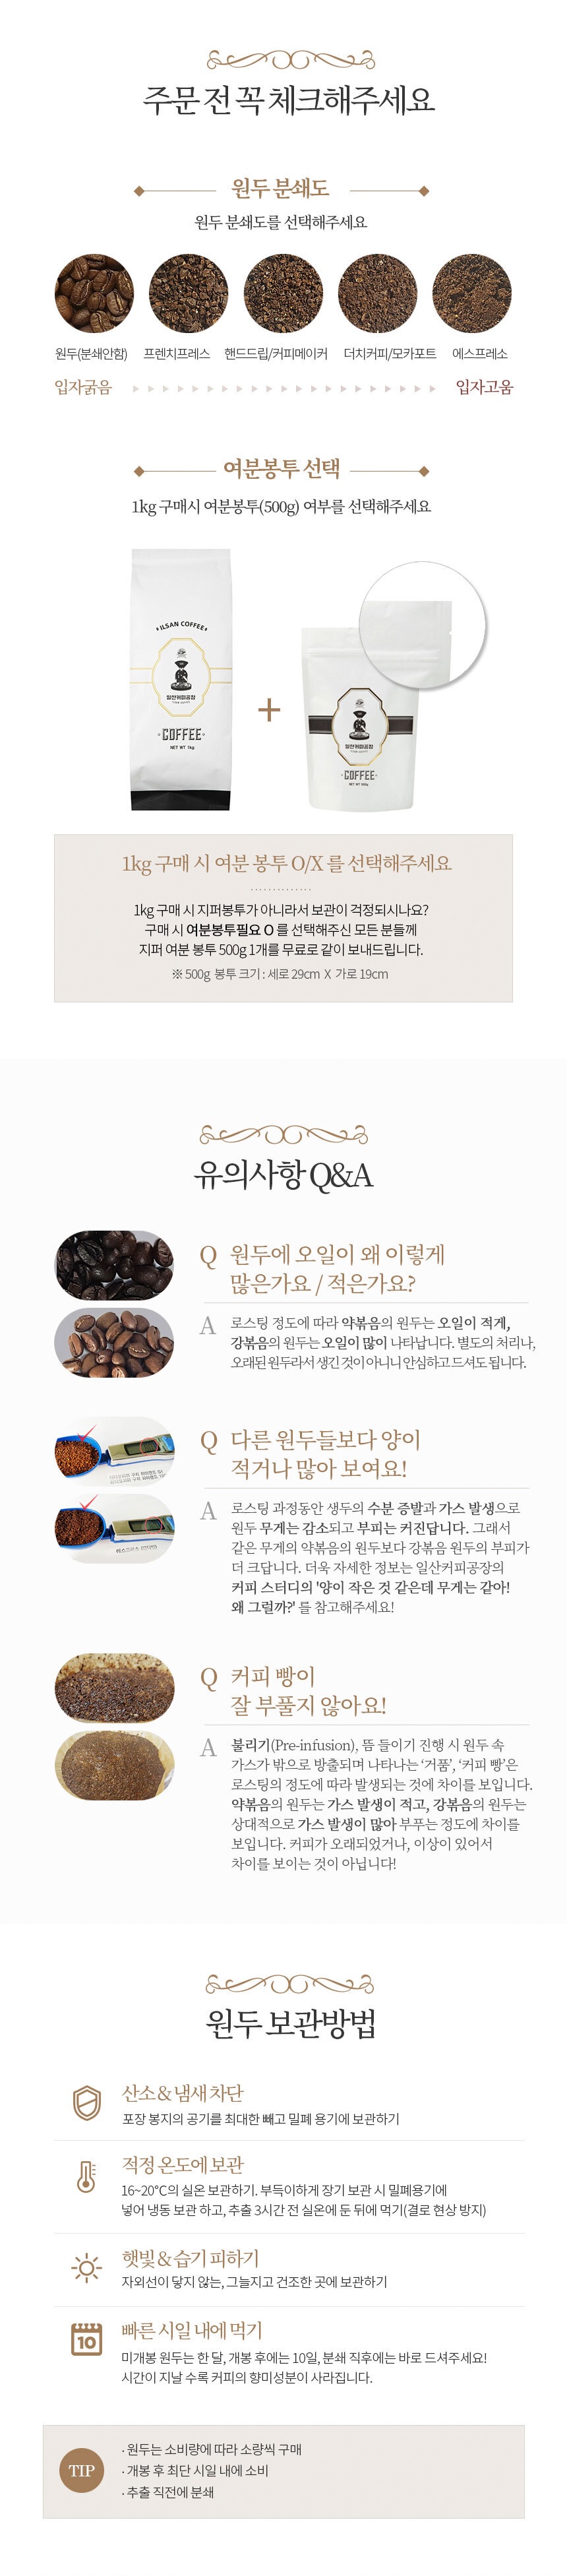 주문 전 꼭 체크해주세요
원두 분쇄도
원두 분쇄도를 선택해주세요
원두(분쇄안함) 프렌치프레스 핸드드립/커피메이커 더치커피/모카포트 에스프레소
입자굵음 입자고움
여분봉투 선택
1kg 구매시 여분봉투(500g) 여부를 선택해주세요
ILSAN COFFEE
일산커피공장
COFFEE
NET WT 1kg
+
일산커피공장
COFFEE
NET WT 500g
1kg 구매 시 여분 봉투 O/X 를 선택해주세요
1kg 구매 시 지퍼봉투가 아니라서 보관이 걱정되시나요?
구매 시 여분봉투필요 O 를 선택해주신 모든 분들께
지퍼 여분 봉투 500g 1개를 무료로 같이 보내드립니다.
※ 500g 봉투 크기 : 세로 29cm X 가로 19cm
유의사항 Q&A
Q 원두에 오일이 왜 이렇게
많은가요 / 적은가요?
A 로스팅 정도에 따라 약볶음의 원두는 오일이 적게,
강볶음의 원두는 오일이 많이 나타납니다. 별도의 처리나,
오래된 원두라서 생긴 것이 아니니 안심하고 드셔도 됩니다.
Q 다른 원두들보다 양이
적거나 많아 보여요!
A 로스팅 과정동안 생두의 수분 증발과 가스 발생으로
원두 무게는 감소되고 부피는 커진답니다. 그래서
같은 무게의 약볶음의 원두보다 강볶음 원두의 부피가
더 크답니다. 더욱 자세한 정보는 일산커피공장의
커피 스터디의 '양이 작은 것 같은데 무게는 같아!
왜 그럴까?' 를 참고해주세요!
Q 커피 빵이
잘 부풀지 않아요!
A 불리기(Pre-infusion), 뜸 들이기 진행 시 원두 속
가스가 밖으로 방출되며 나타나는 ‘거품’, ‘커피 빵’은
로스팅의 정도에 따라 발생되는 것에 차이를 보입니다.
약볶음의 원두는 가스 발생이 적고, 강볶음의 원두는
상대적으로 가스 발생이 많아 부푸는 정도에 차이를
보입니다. 커피가 오래되었거나, 이상이 있어서
차이를 보이는 것이 아닙니다!
원두 보관방법
산소 & 냄새 차단
포장 봉지의 공기를 최대한 빼고 밀폐 용기에 보관하기
적정 온도에 보관
16~20℃의 실온 보관하기. 부득이하게 장기 보관 시 밀폐용기에
넣어 냉동 보관 하고, 추출 3시간 전 실온에 둔 뒤에 먹기(결로 현상 방지)
햇빛 & 습기 피하기
자외선이 닿지 않는, 그늘지고 건조한 곳에 보관하기
10
빠른 시일 내에 먹기
미개봉 원두는 한 달, 개봉 후에는 10일, 분쇄 직후에는 바로 드셔주세요!
시간이 지날 수록 커피의 향미성분이 사라집니다.
TIP
· 원두는 소비량에 따라 소량씩 구매
· 개봉 후 최단 시일 내에 소비
· 추출 직전에 분쇄